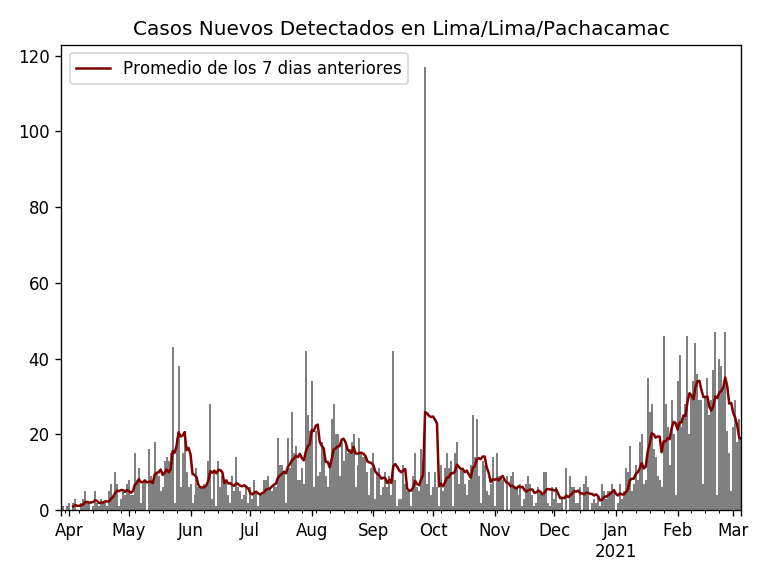 Casos Nuevos Detectados en Lima/Lima/Pachacamac
Promedio de los 7 dias anteriores
120
100
80
60
40
20
0
Apr May Jun Jul Aug Sep Oct Nov Dec Jan Feb Mar
2021